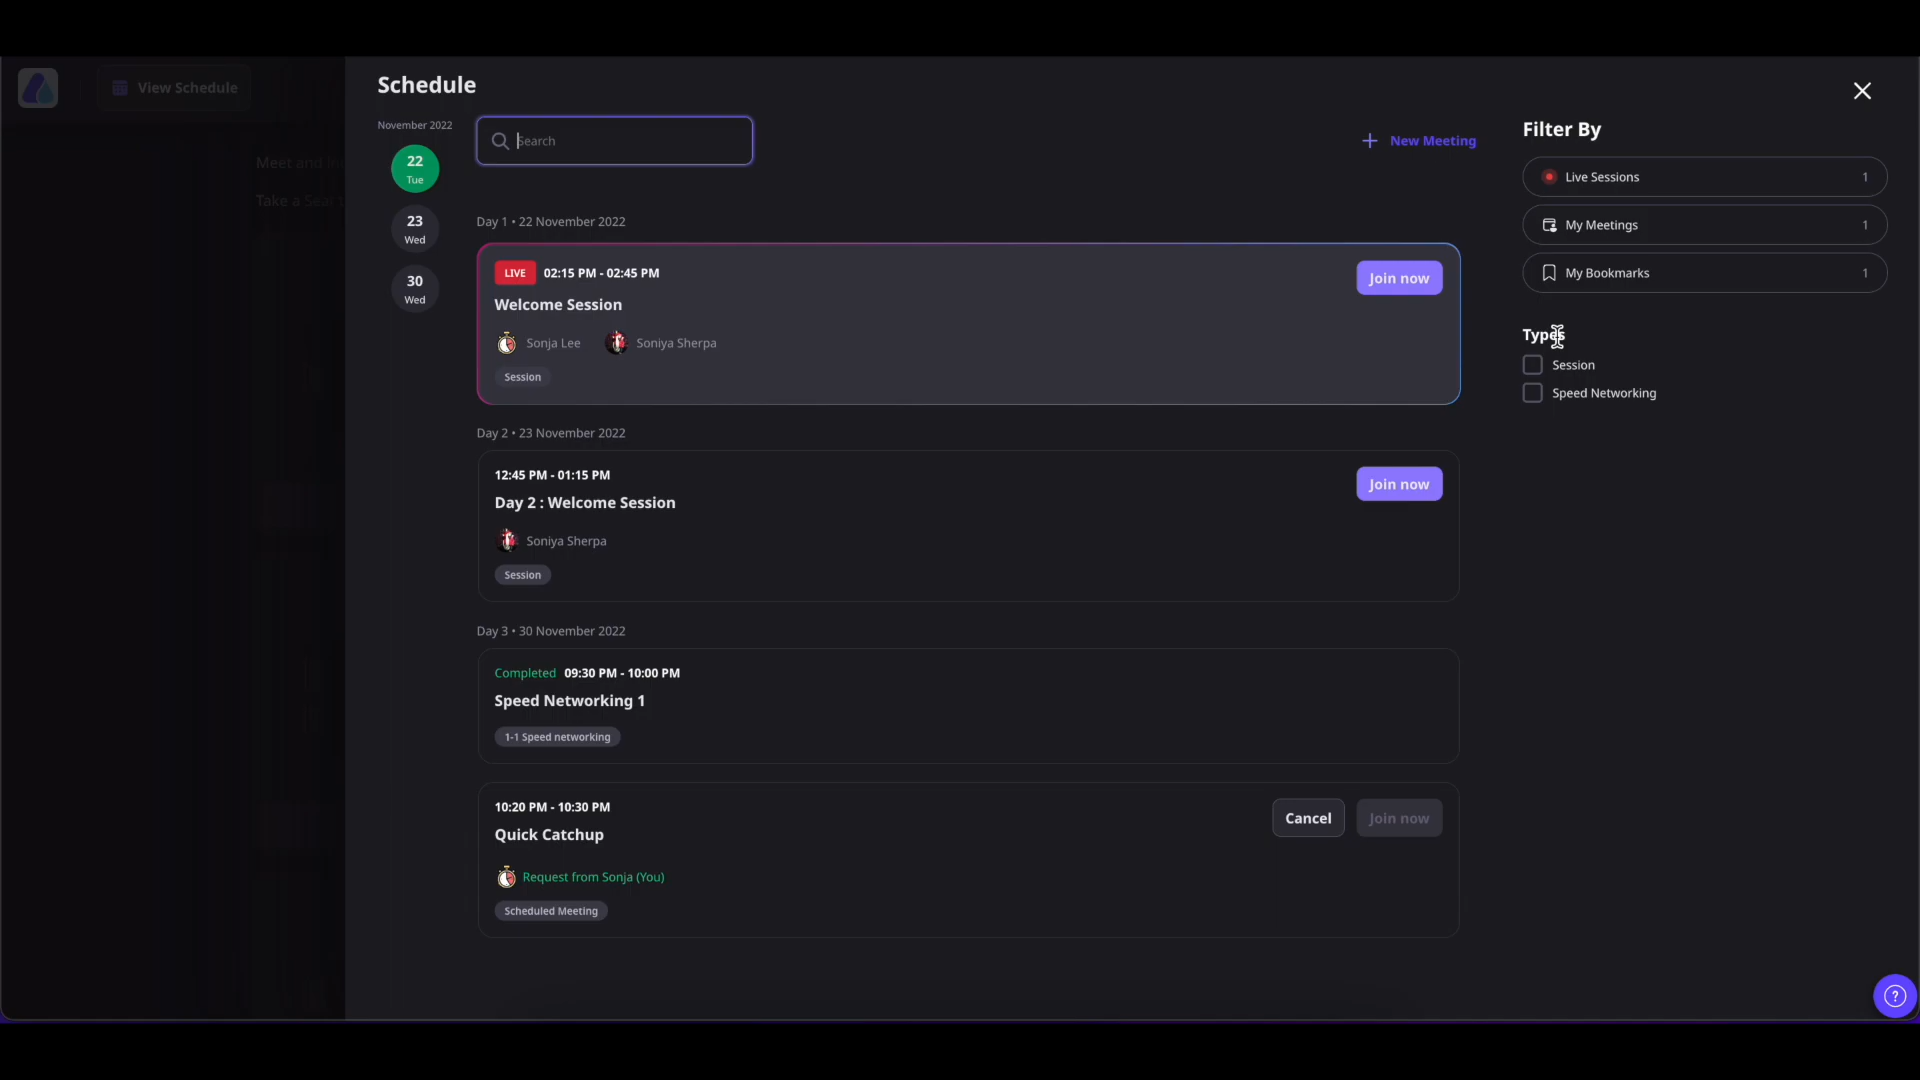 View Schedule
Meet and
Take a Seat
Schedule
November 2022
22
Tue
23
Wed
30
Wed
Search
New Meeting
Day 1 • 22 November 2022
LIVE 02:15 PM - 02:45 PM
Join now
Welcome Session
Sonja Lee Soniya Sherpa
Session
Day 2 • 23 November 2022
12:45 PM - 01:15 PM
Join now
Day 2 : Welcome Session
Soniya Sherpa
Session
Day 3 • 30 November 2022
Completed 09:30 PM - 10:00 PM
Speed Networking 1
1-1 Speed networking
10:20 PM - 10:30 PM
Cancel Join now
Quick Catchup
Request from Sonja (You)
Scheduled Meeting
Filter By
Live Sessions 1
My Meetings 1
My Bookmarks 1
Types
Session
Speed Networking
?